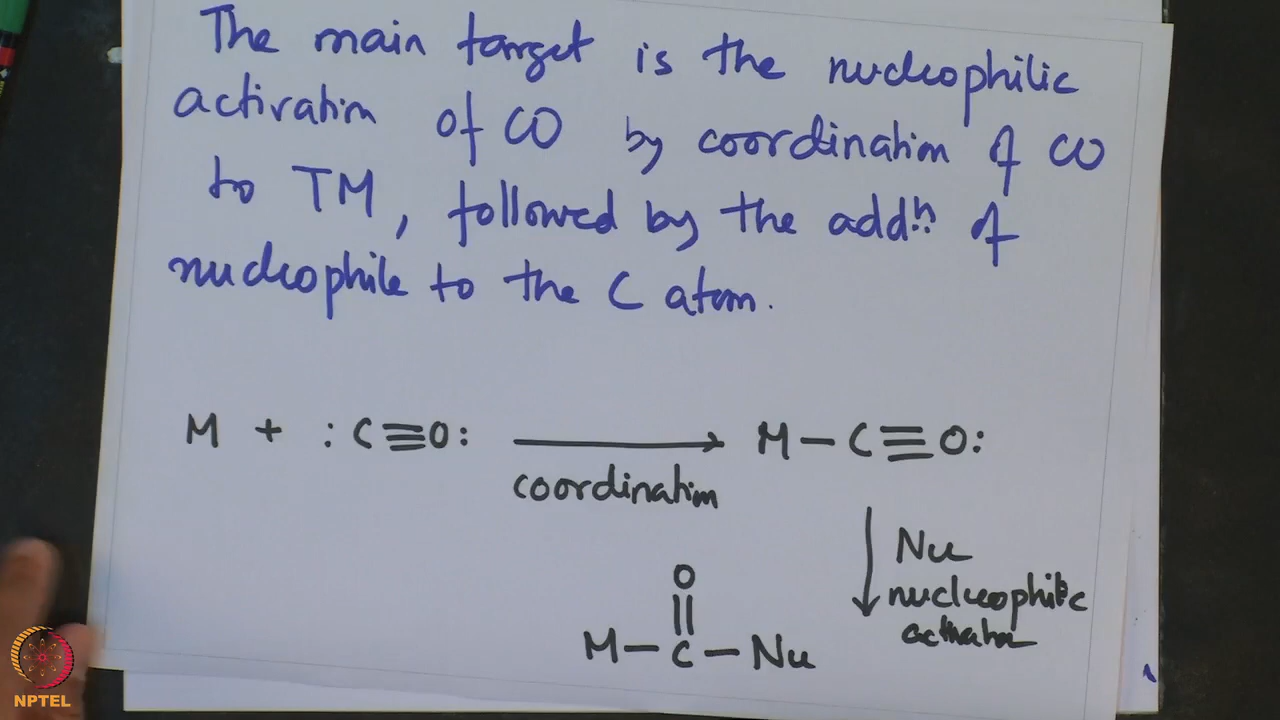 The main target is the nucleophilic
activation of CO by coordination of CO
to TM, followed by the addn of
nucleophile to the C atom.
M + :C≡O: coordination M-C≡O:
Nu
nucleophilic
activation
O
||
M-C-Nu
NPTEL